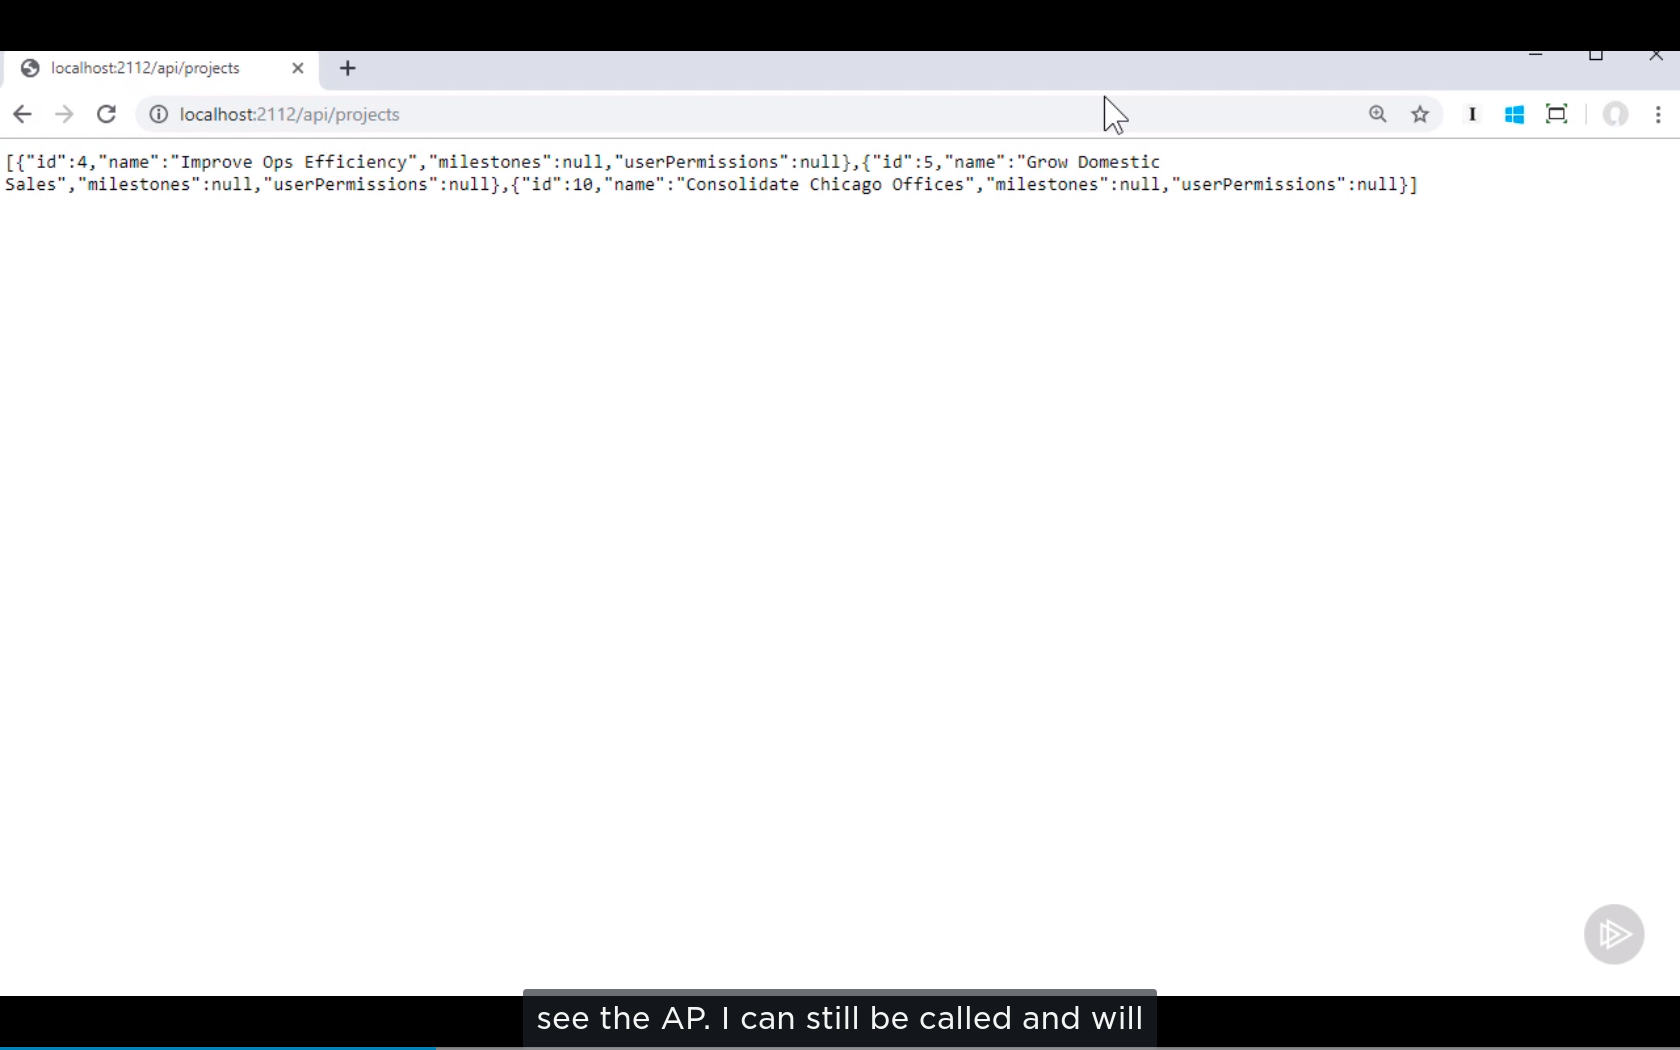 localhost:2112/api/projects
localhost:2112/api/projects
[{"id":4,"name":"Improve Ops Efficiency","milestones":null,"userPermissions":null},{"id":5,"name":"Grow Domestic
Sales","milestones":null,"userPermissions":null},{"id":10,"name":"Consolidate Chicago Offices","milestones":null,"userPermissions":null}]
see the AP. I can still be called and will